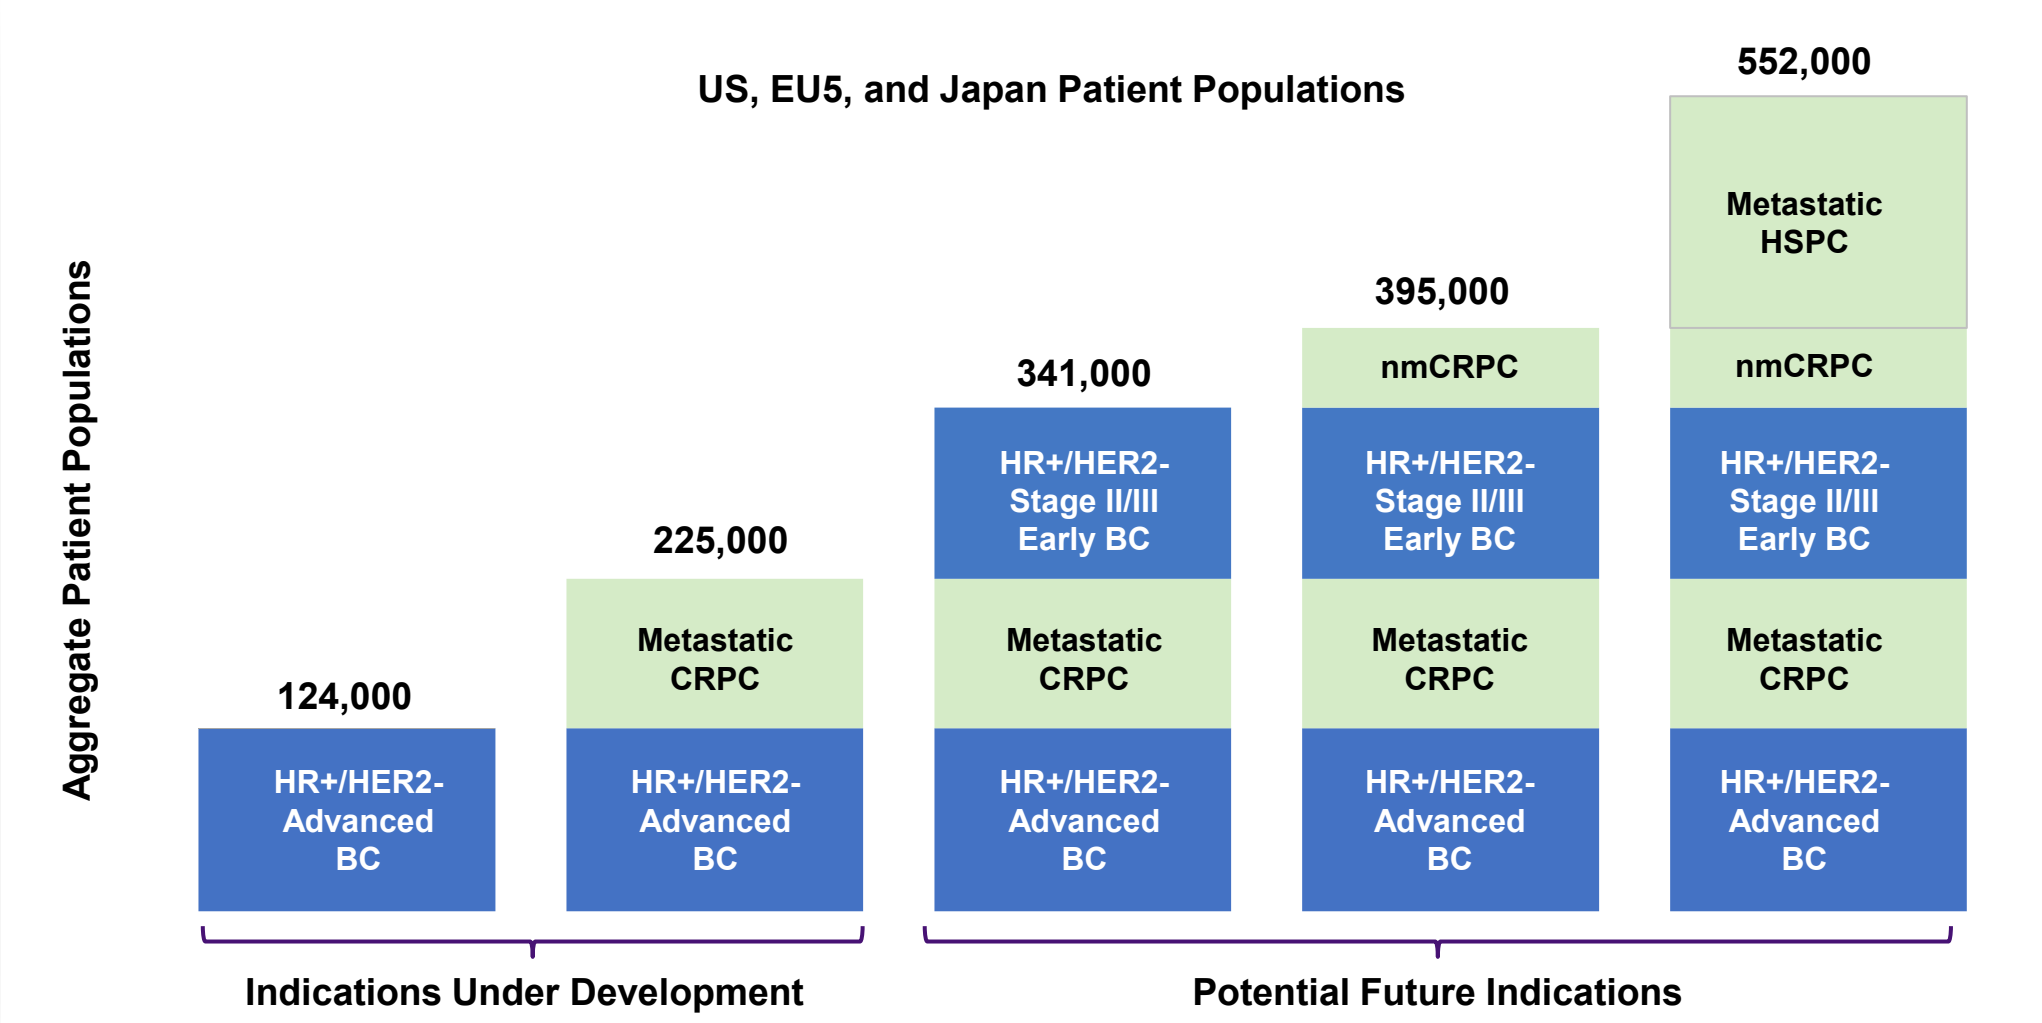 US, EU5, and Japan Patient Populations
Aggregate Patient Populations
124,000
HR+/HER2-
Advanced
BC
225,000
Metastatic
CRPC
HR+/HER2-
Advanced
BC
341,000
HR+/HER2-
Stage II/III
Early BC
Metastatic
CRPC
HR+/HER2-
Advanced
BC
395,000
nmCRPC
HR+/HER2-
Stage II/III
Early BC
Metastatic
CRPC
HR+/HER2-
Advanced
BC
552,000
Metastatic
HSPC
nmCRPC
HR+/HER2-
Stage II/III
Early BC
Metastatic
CRPC
HR+/HER2-
Advanced
BC
Indications Under Development
Potential Future Indications